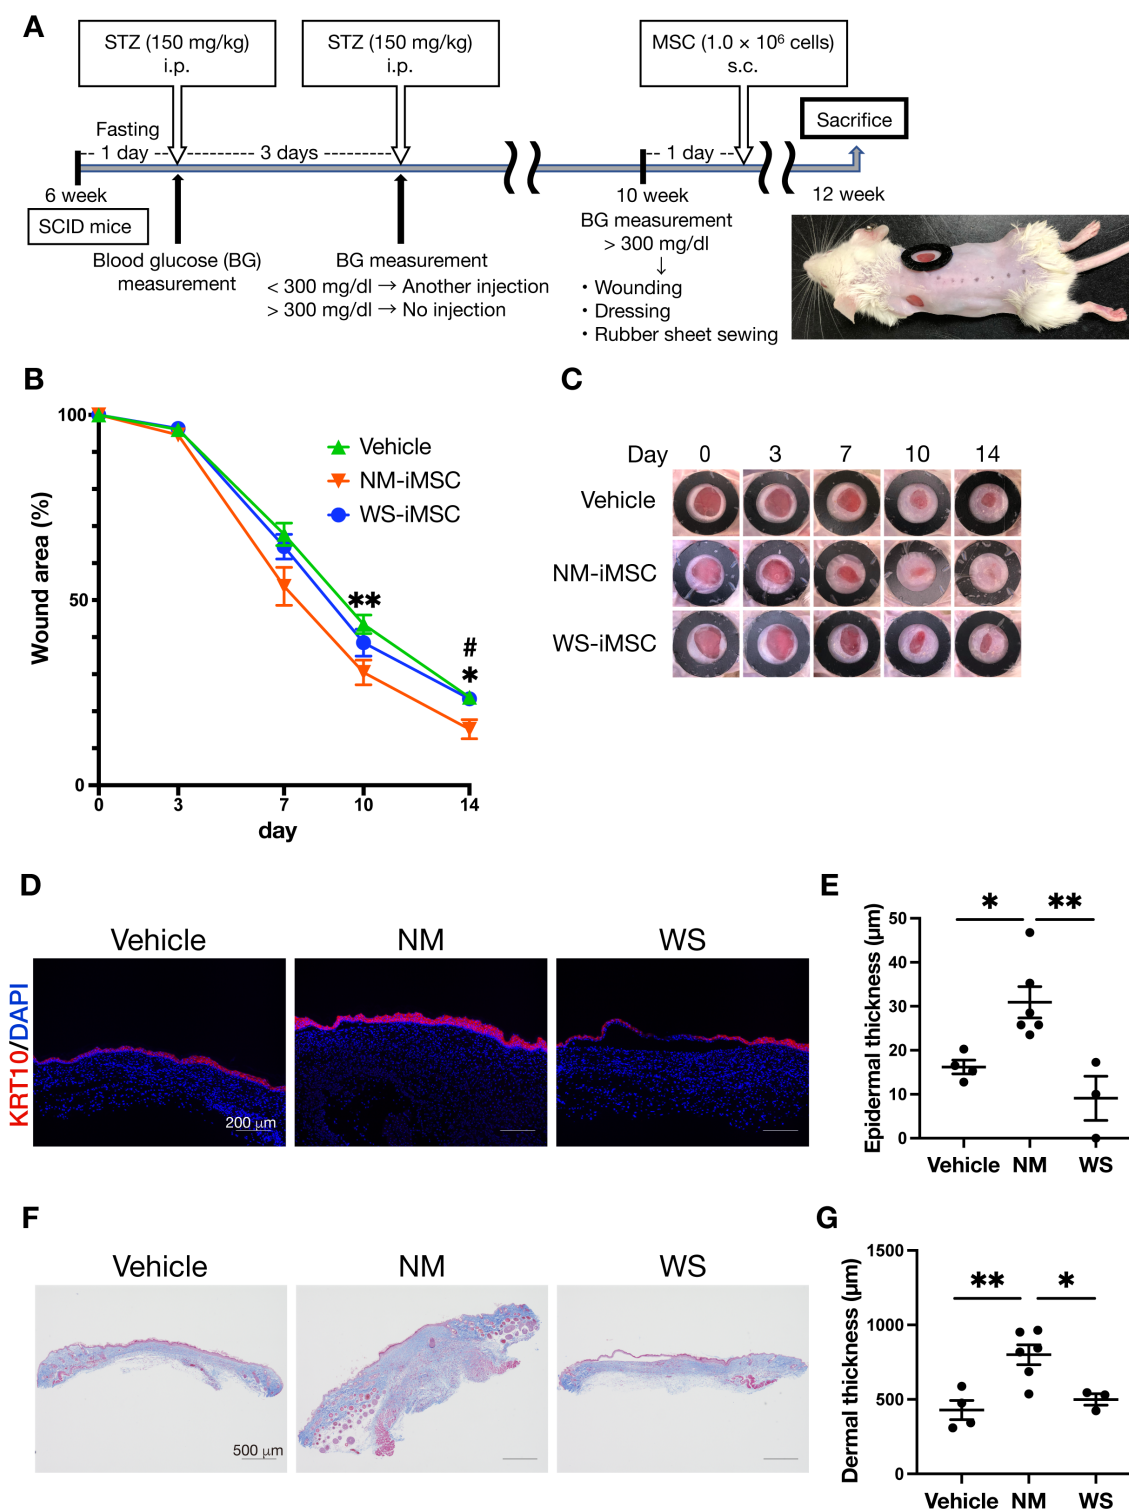 A
STZ (150 mg/kg)
i.p.
STZ (150 mg/kg)
i.p.
MSC (1.0 × 10⁶ cells)
s.c.
Sacrifice
Fasting
1 day
3 days
1 day
6 week
10 week
12 week
SCID mice
Blood glucose (BG)
measurement
BG measurement
< 300 mg/dl → Another injection
> 300 mg/dl → No injection
BG measurement
> 300 mg/dl
↓
・Wounding
・Dressing
・Rubber sheet sewing
B
Wound area (%)
100
50
0
0 3 7 10 14
day
Vehicle
NM-iMSC
WS-iMSC
**
#
*
C
Day 0 3 7 10 14
Vehicle
NM-iMSC
WS-iMSC
D
Vehicle NM WS
KRT10/DAPI
200 μm
E
* **
Epidermal thickness (μm)
50
40
30
20
10
0
Vehicle NM WS
F
Vehicle NM WS
500 μm
G
** *
Dermal thickness (μm)
1500
1000
500
0
Vehicle NM WS